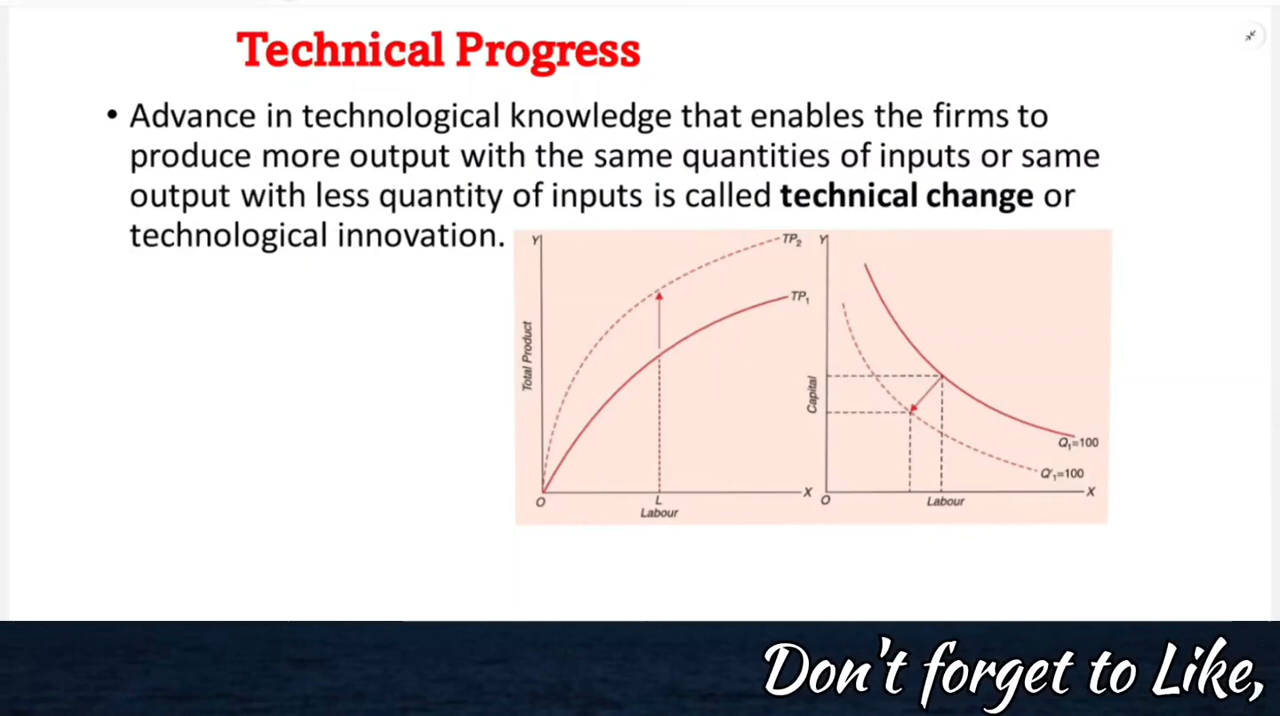 Technical Progress
• Advance in technological knowledge that enables the firms to
produce more output with the same quantities of inputs or same
output with less quantity of inputs is called technical change or
technological innovation.
Y
TP₂
Y
TP₁
Total Product
Capital
Q₁=100
Q'₁=100
O
L
X
O
Labour
X
Labour
Don't forget to Like,